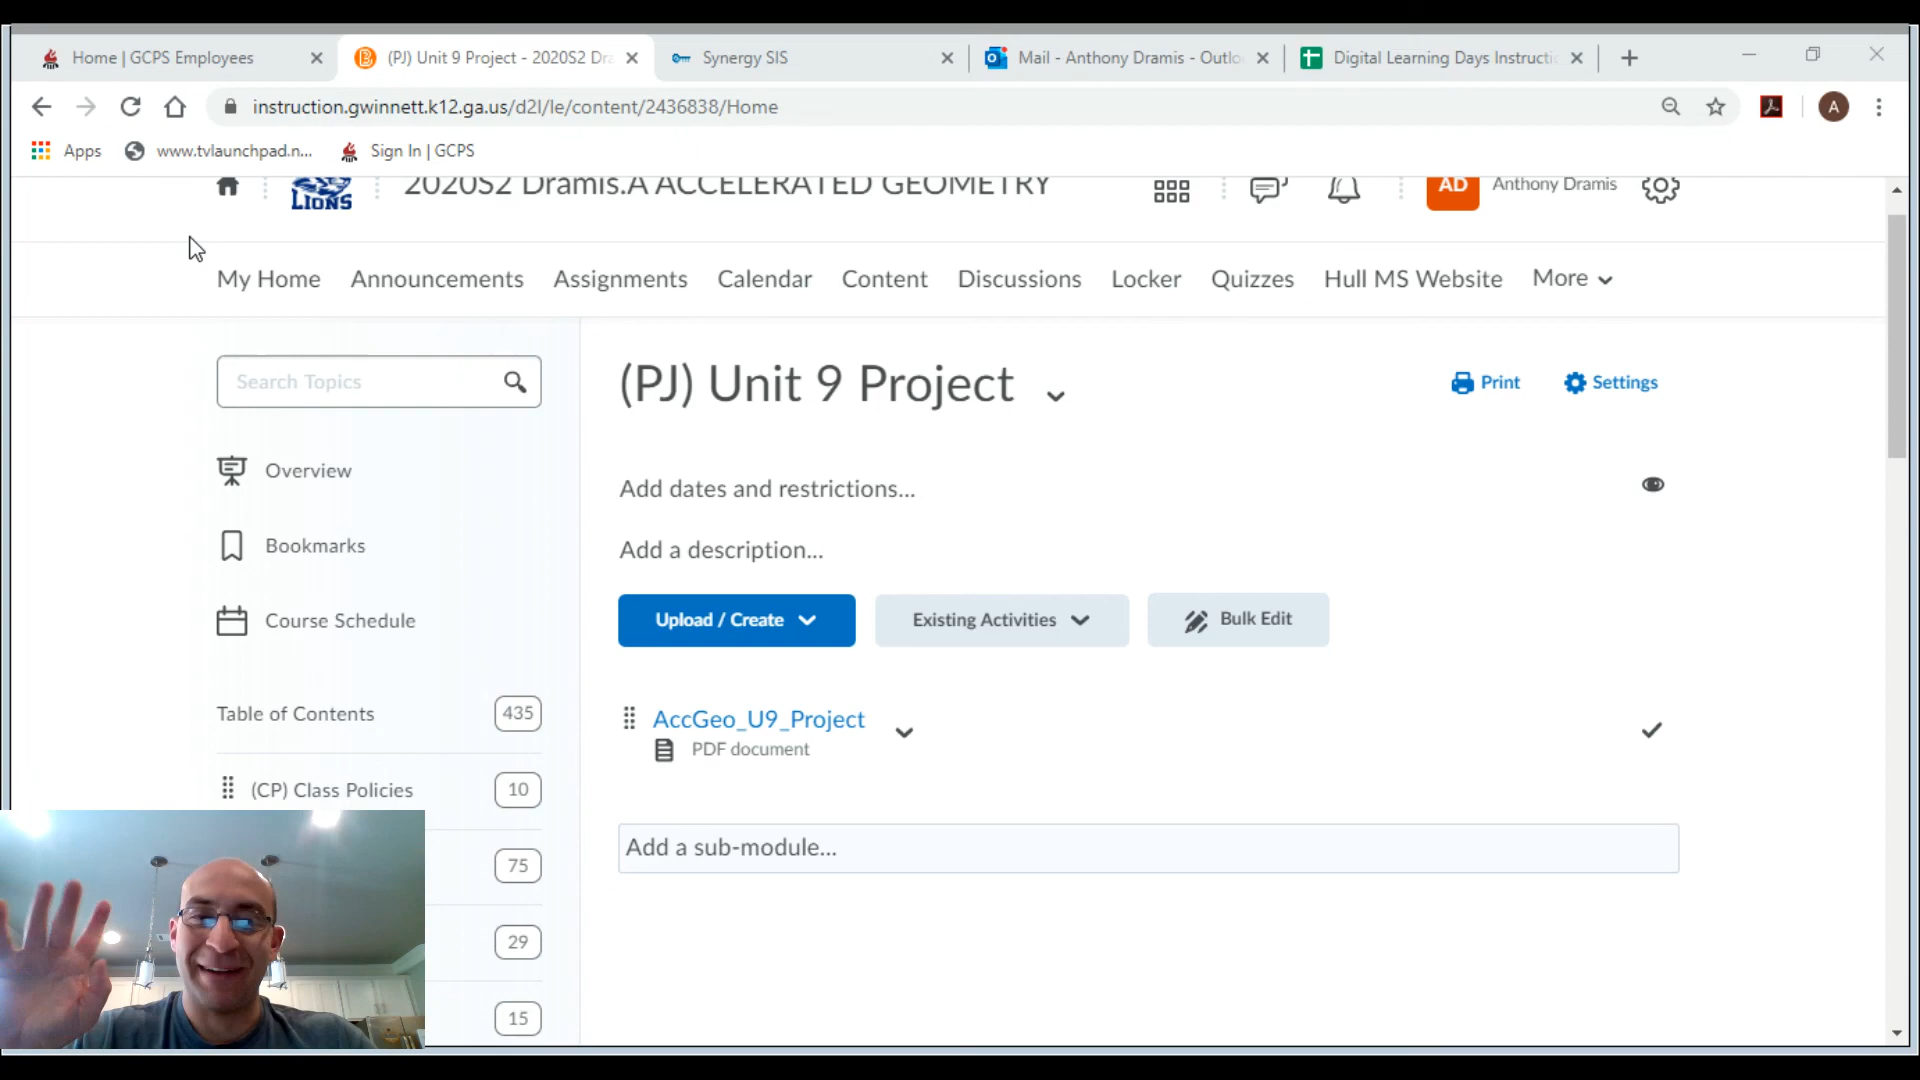 Home | GCPS Employees
(PJ) Unit 9 Project - 2020S2 Dra
Synergy SIS
Mail - Anthony Dramis - Outlo
Digital Learning Days Instructi
instruction.gwinnett.k12.ga.us/d2l/le/content/2436838/Home
A
Apps
www.tvlaunchpad.n...
Sign In | GCPS
LIONS
2020S2 Dramis.A ACCELERATED GEOMETRY
AD
Anthony Dramis
My Home
Announcements
Assignments
Calendar
Content
Discussions
Locker
Quizzes
Hull MS Website
More
Search Topics
Overview
Bookmarks
Course Schedule
Table of Contents
435
(CP) Class Policies
10
75
29
15
(PJ) Unit 9 Project
Print
Settings
Add dates and restrictions...
Add a description...
Upload / Create
Existing Activities
Bulk Edit
AccGeo_U9_Project
PDF document
Add a sub-module...